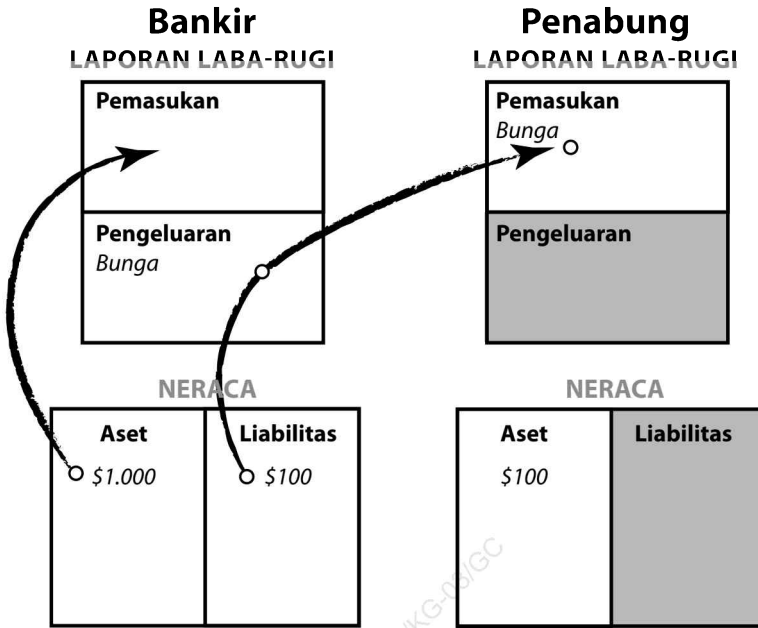 Bankir
LAPORAN LABA-RUGI
Pemasukan
Pengeluaran
Bunga
NERACA
Aset
$1.000
Liabilitas
$100
Penabung
LAPORAN LABA-RUGI
Pemasukan
Bunga
Pengeluaran
NERACA
Aset
$100
Liabilitas